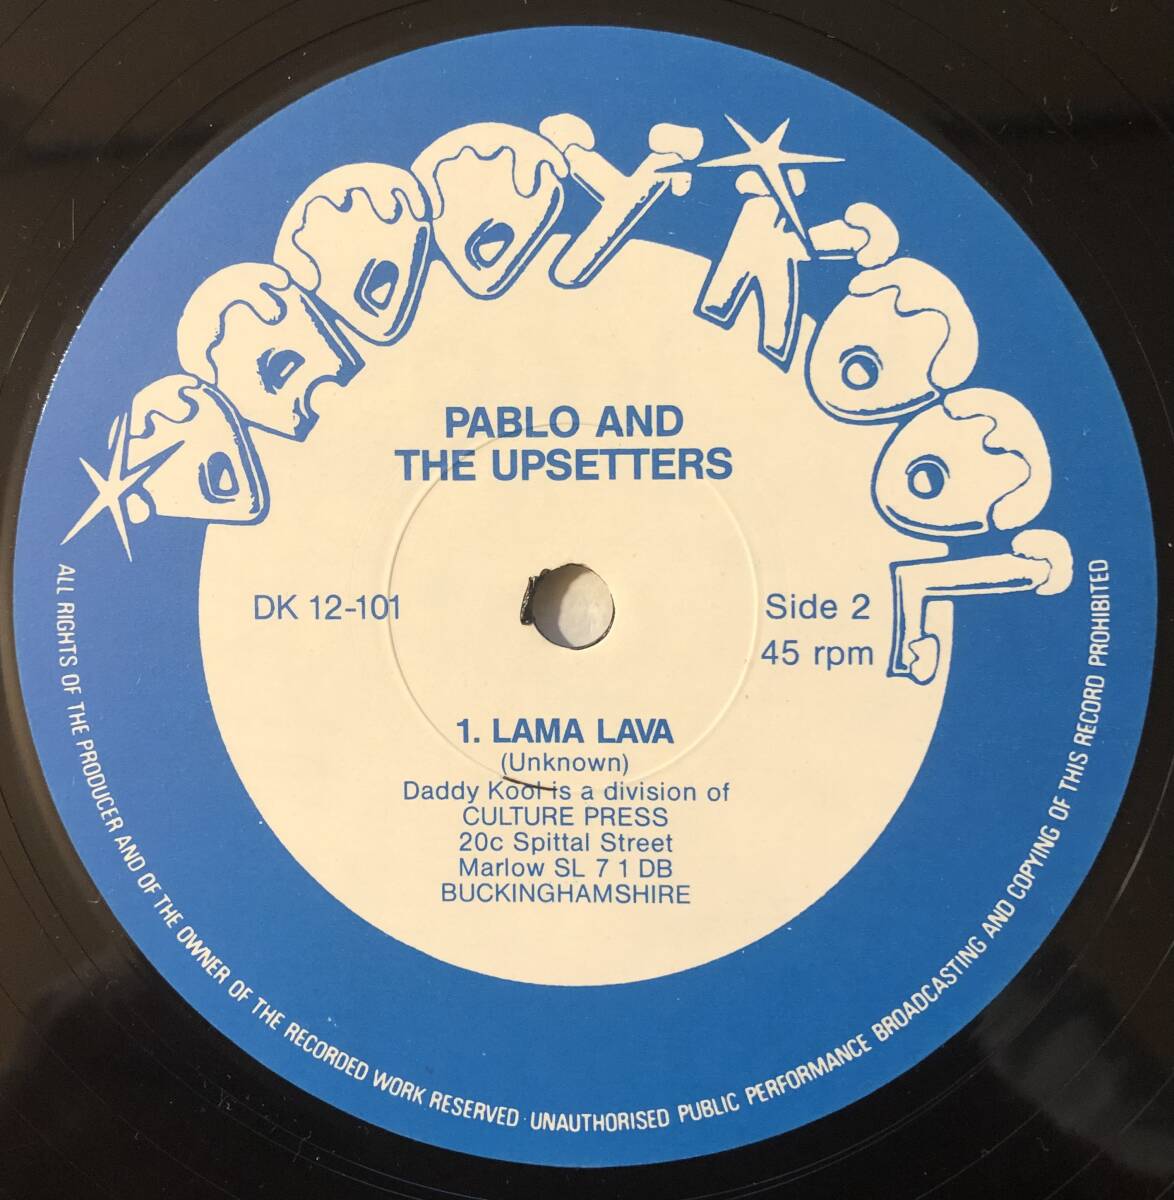 DADDY KOOL
PABLO AND
THE UPSETTERS
DK 12-101
Side 2
45 rpm
1. LAMA LAVA
(Unknown)
Daddy Kool is a division of
CULTURE PRESS
20c Spittal Street
Marlow SL 7 1 DB
BUCKINGHAMSHIRE
ALL RIGHTS OF THE PRODUCER AND OF THE OWNER OF THE RECORDED WORK RESERVED · UNAUTHORISED PUBLIC PERFORMANCE BROADCASTING AND COPYING OF THIS RECORD PROHIBITED